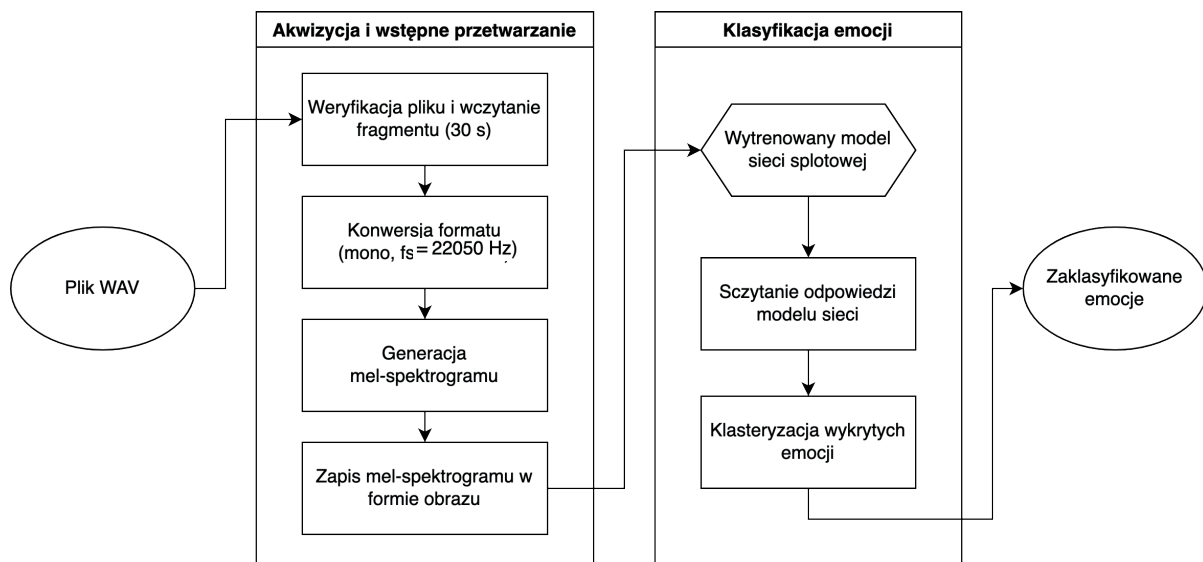 Akwizycja i wstępne przetwarzanie
Klasyfikacja emocji
Plik WAV
Weryfikacja pliku i wczytanie
fragmentu (30 s)
Konwersja formatu
(mono, fs = 22050 Hz)
Generacja
mel-spektrogramu
Zapis mel-spektrogramu w
formie obrazu
Wytrenowany model
sieci splotowej
Sczytanie odpowiedzi
modelu sieci
Klasteryzacja wykrytych
emocji
Zaklasyfikowane
emocje